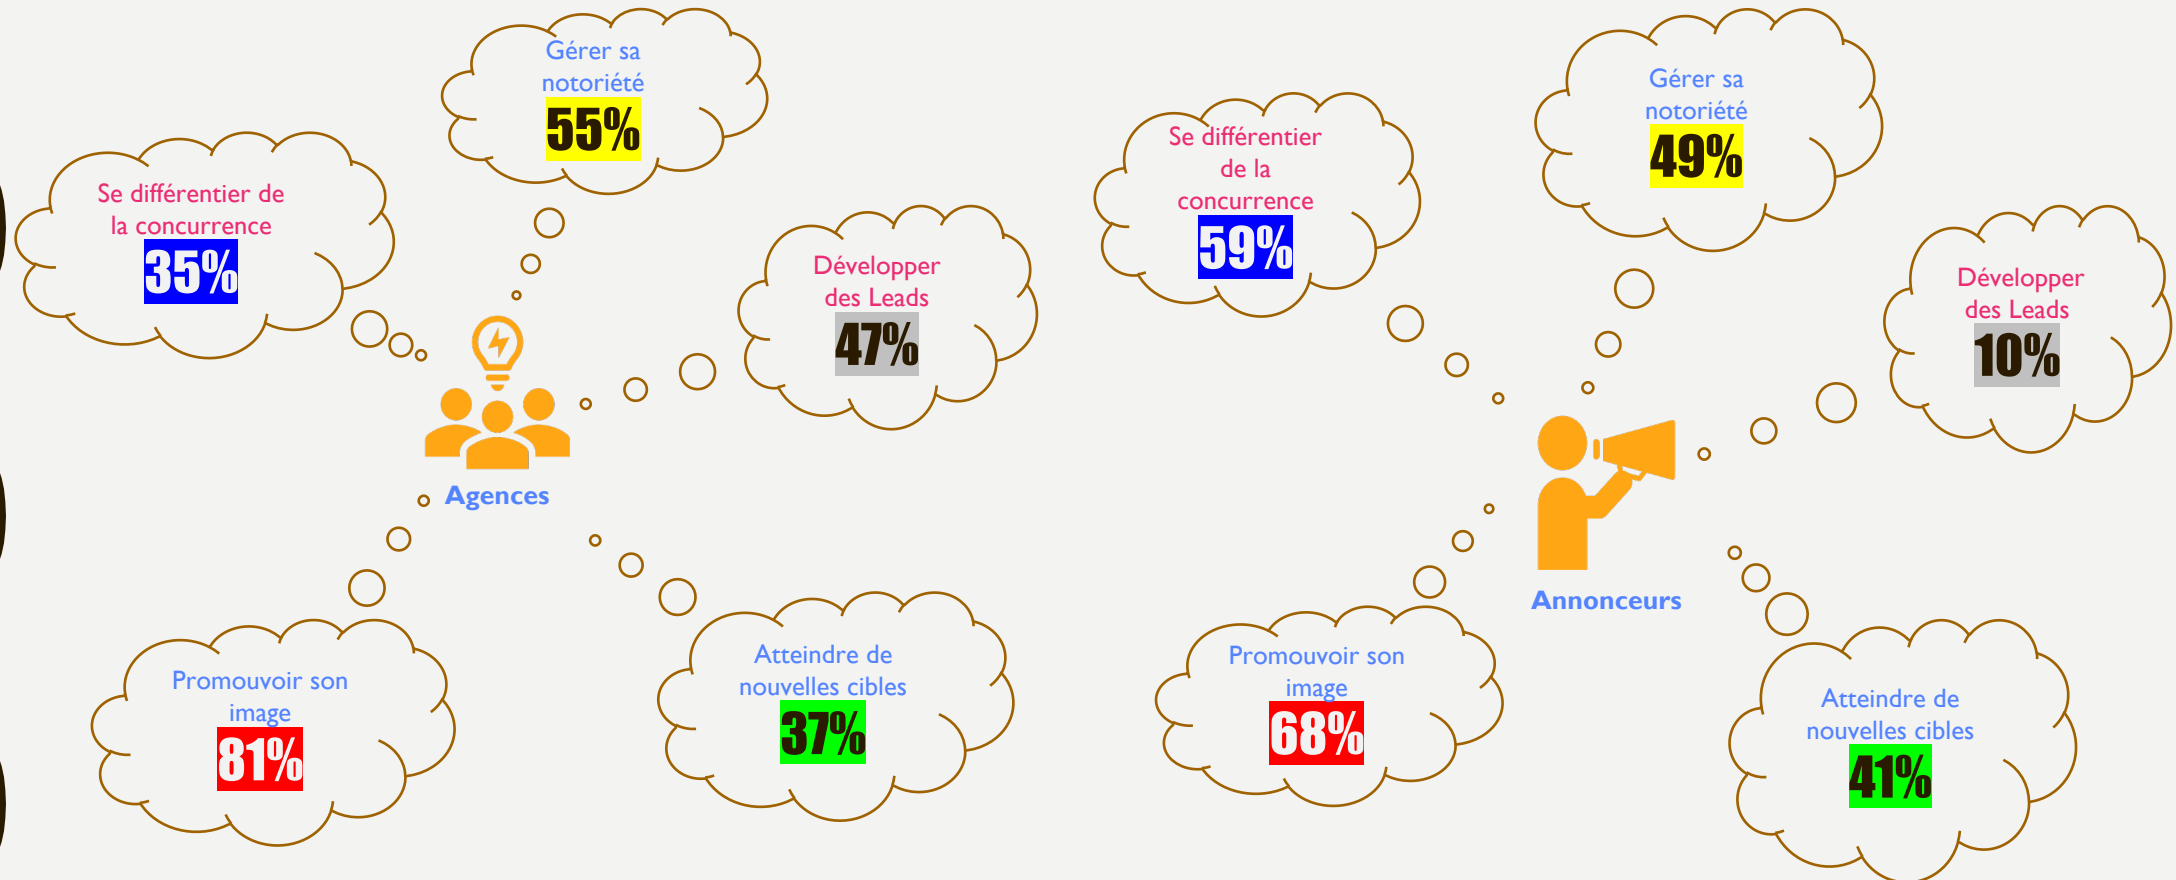 Gérer sa
notoriété
55%
Se différentier de
la concurrence
35%
Développer
des Leads
47%
Agences
Promouvoir son
image
81%
Atteindre de
nouvelles cibles
37%
Gérer sa
notoriété
49%
Se différentier
de la
concurrence
59%
Développer
des Leads
10%
Annonceurs
Promouvoir son
image
68%
Atteindre de
nouvelles cibles
41%